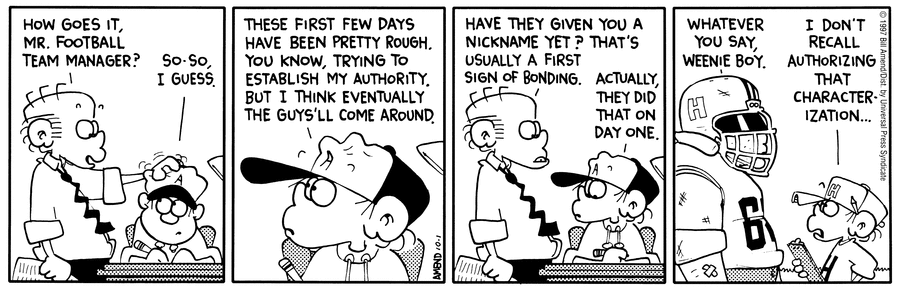 HOW GOES IT,
MR. FOOTBALL
TEAM MANAGER?
SO-SO,
I GUESS.
A
THESE FIRST FEW DAYS
HAVE BEEN PRETTY ROUGH.
YOU KNOW, TRYING TO
ESTABLISH MY AUTHORITY.
BUT I THINK EVENTUALLY
THE GUYS'LL COME AROUND.
AMEND 10-1
HAVE THEY GIVEN YOU A
NICKNAME YET? THAT'S
USUALLY A FIRST
SIGN OF BONDING.
ACTUALLY,
THEY DID
THAT ON
DAY ONE.
A
WHATEVER
YOU SAY,
WEENIE BOY.
H
6
I DON'T
RECALL
AUTHORIZING
THAT
CHARACTER-
IZATION...
H
© 1997 Bill Amend/Dist. by Universal Press Syndicate